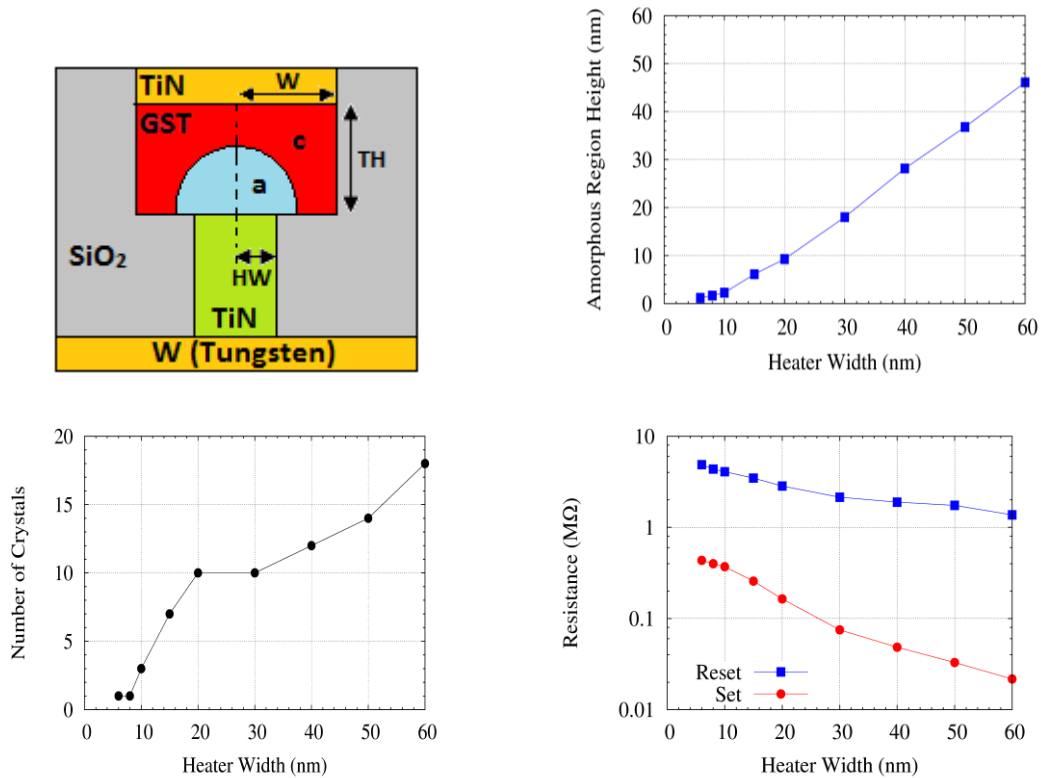 TiN
W
GST
c
TH
a
SiO₂
HW
TiN
W (Tungsten)
Amorphous Region Height (nm)
60
50
40
30
20
10
0
0 10 20 30 40 50 60
Heater Width (nm)
Number of Crystals
20
15
10
5
0
0 10 20 30 40 50 60
Heater Width (nm)
Resistance (MΩ)
10
1
0.1
0.01
Reset
Set
0 10 20 30 40 50 60
Heater Width (nm)